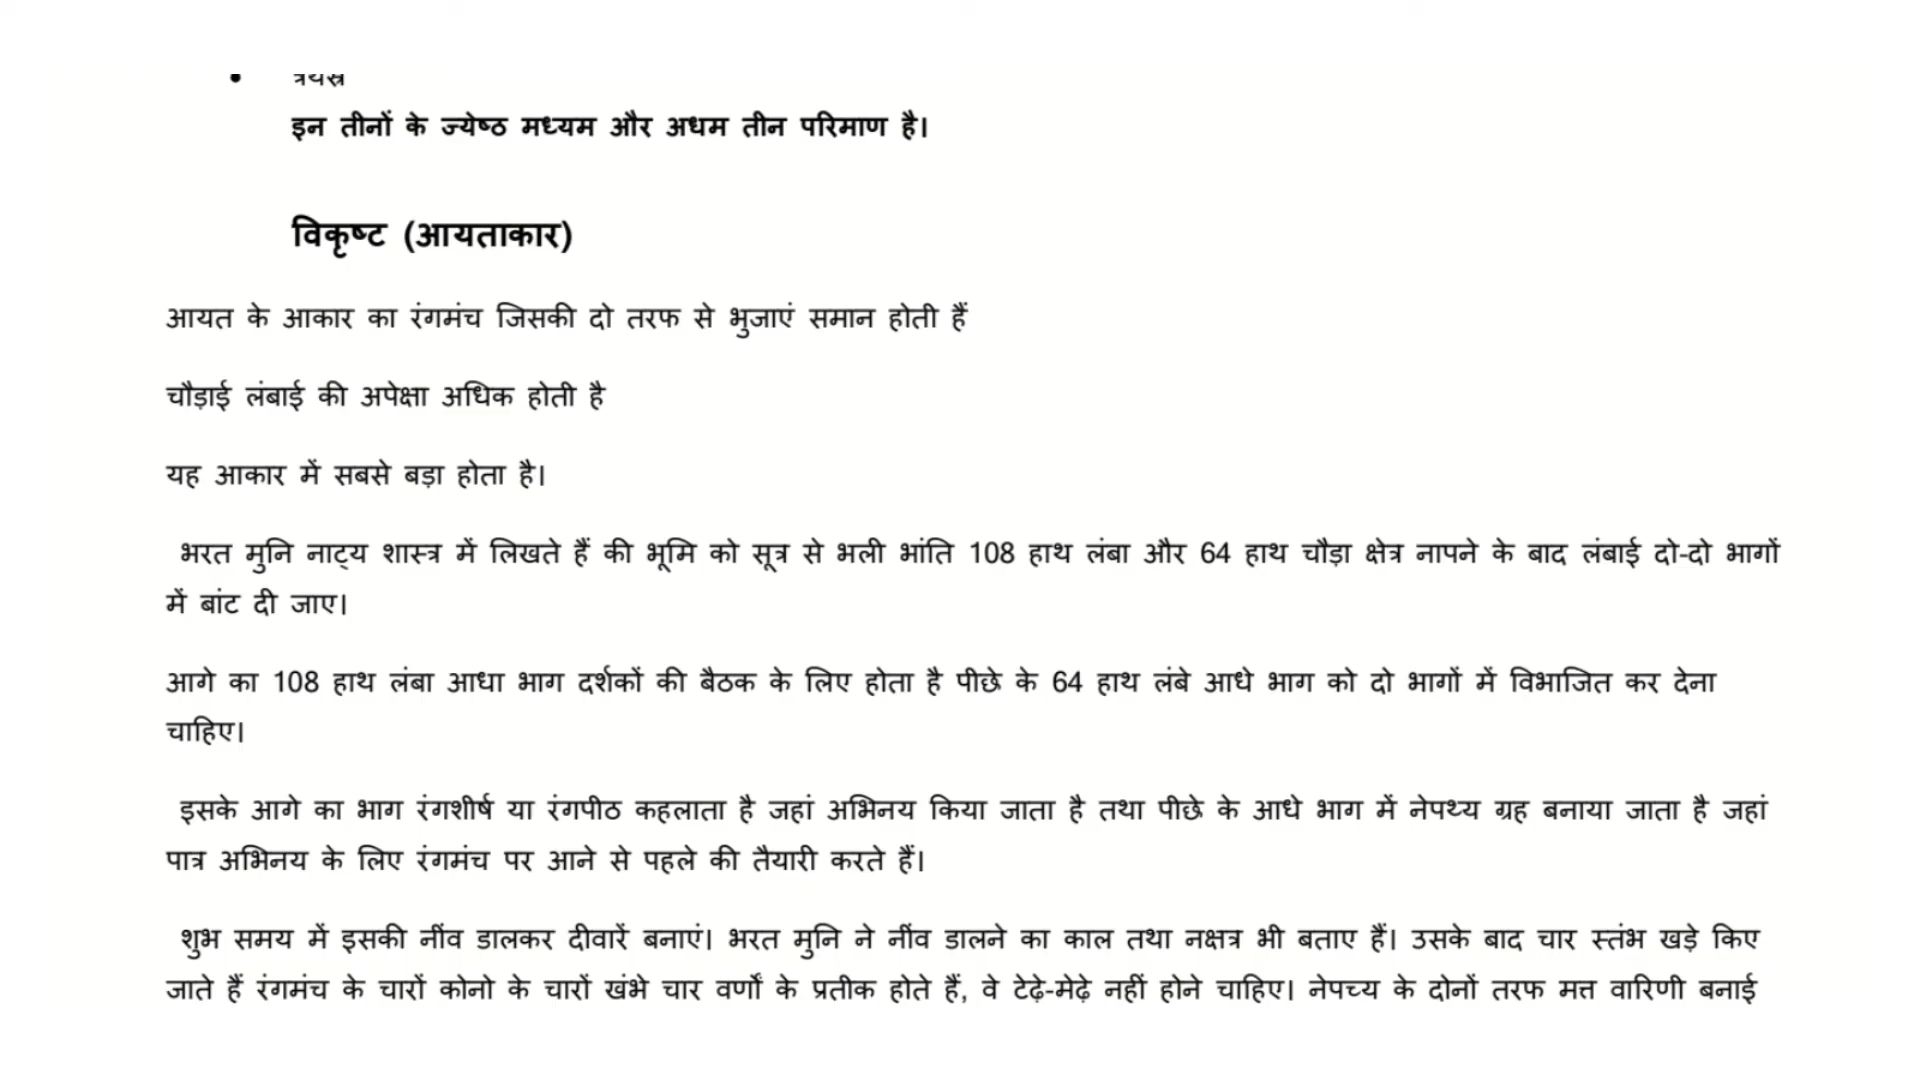 • त्रयस्र
इन तीनों के ज्येष्ठ मध्यम और अधम तीन परिमाण है।
विकृष्ट (आयताकार)
आयत के आकार का रंगमंच जिसकी दो तरफ से भुजाएं समान होती हैं
चौड़ाई लंबाई की अपेक्षा अधिक होती है
यह आकार में सबसे बड़ा होता है।
भरत मुनि नाट्य शास्त्र में लिखते हैं की भूमि को सूत्र से भली भांति 108 हाथ लंबा और 64 हाथ चौड़ा क्षेत्र नापने के बाद लंबाई दो-दो भागों
में बांट दी जाए।
आगे का 108 हाथ लंबा आधा भाग दर्शकों की बैठक के लिए होता है पीछे के 64 हाथ लंबे आधे भाग को दो भागों में विभाजित कर देना
चाहिए।
इसके आगे का भाग रंगशीर्ष या रंगपीठ कहलाता है जहां अभिनय किया जाता है तथा पीछे के आधे भाग में नेपथ्य ग्रह बनाया जाता है जहां
पात्र अभिनय के लिए रंगमंच पर आने से पहले की तैयारी करते हैं।
शुभ समय में इसकी नींव डालकर दीवारें बनाएं। भरत मुनि ने नींव डालने का काल तथा नक्षत्र भी बताए हैं। उसके बाद चार स्तंभ खड़े किए
जाते हैं रंगमंच के चारों कोनो के चारों खंभे चार वर्णों के प्रतीक होते हैं, वे टेढ़े-मेढ़े नहीं होने चाहिए। नेपच्य के दोनों तरफ मत्त वारिणी बनाई